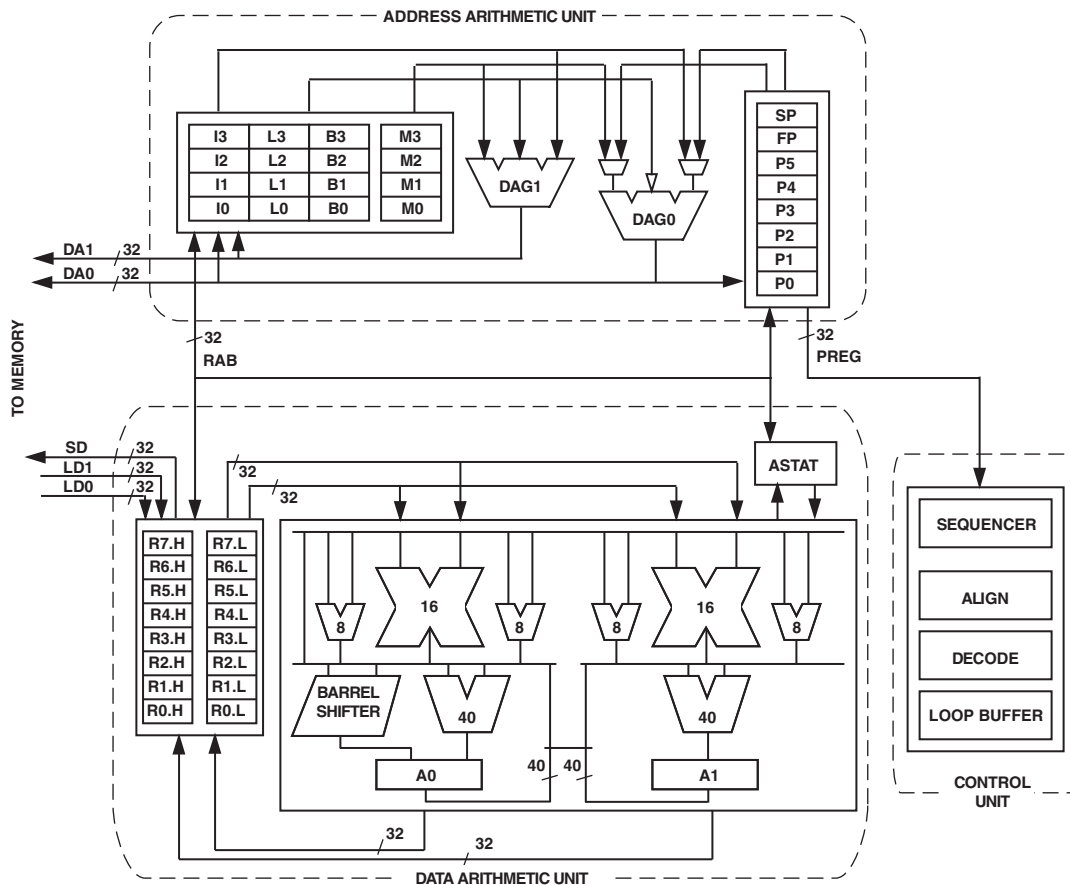 ADDRESS ARITHMETIC UNIT
SP
I3 L3 B3 M3 FP
I2 L2 B2 M2 P5
I1 L1 B1 M1 DAG1 P4
I0 L0 B0 M0 DAG0 P3
P2
DA1 32 P1
DA0 32 P0
TO MEMORY
32 32
RAB PREG
SD 32
LD1 32 32 ASTAT
LD0 32 32
R7.H R7.L SEQUENCER
R6.H R6.L
R5.H R5.L
R4.H R4.L 8 16 8 8 16 8 ALIGN
R3.H R3.L
R2.H R2.L DECODE
R1.H R1.L BARREL
R0.H R0.L SHIFTER 40 40 LOOP BUFFER
A0 40 40 A1
CONTROL
UNIT
32
32
DATA ARITHMETIC UNIT